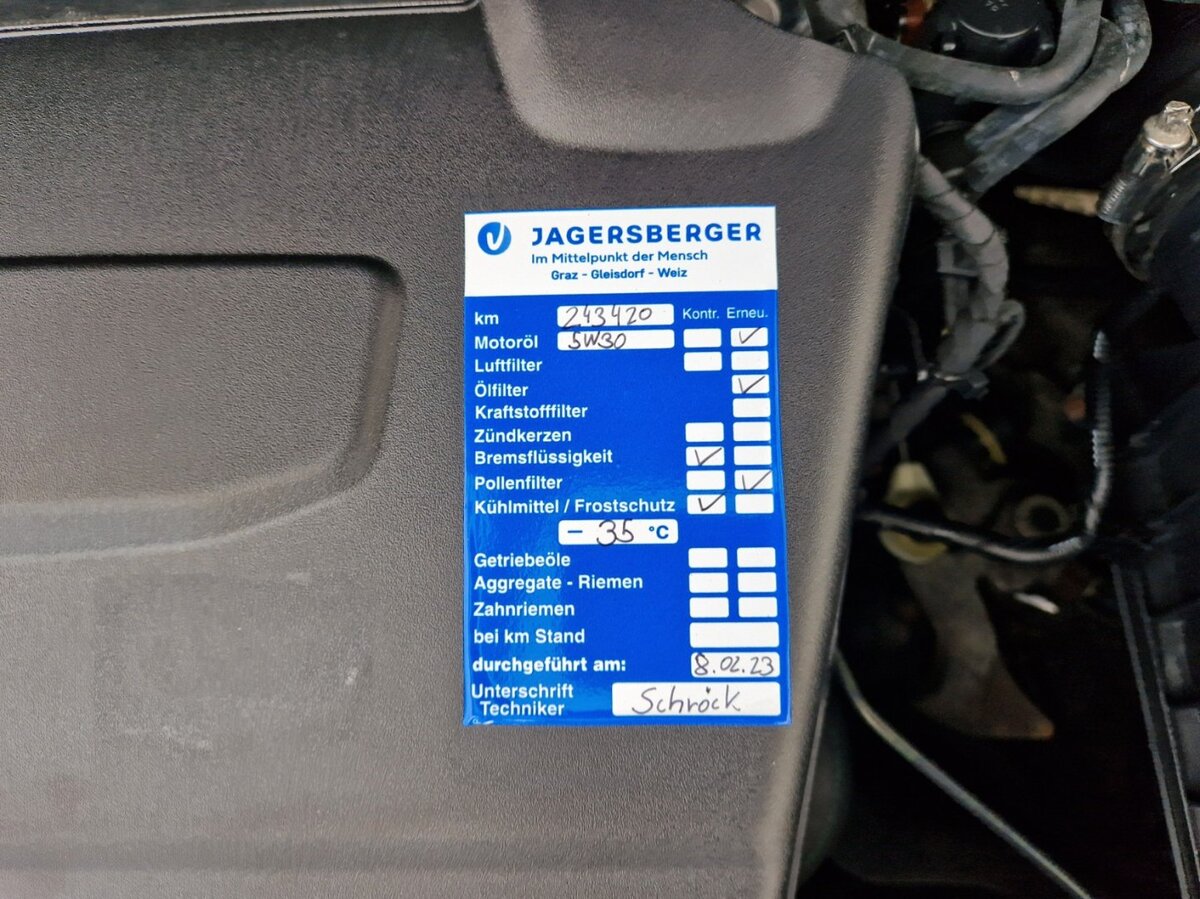 JAGERSBERGER
Im Mittelpunkt der Mensch
Graz - Gleisdorf - Weiz
km 243420 Kontr. Erneu.
Motoröl 5W30 ✓
Luftfilter
Ölfilter ✓
Kraftstofffilter
Zündkerzen
Bremsflüssigkeit ✓
Pollenfilter ✓
Kühlmittel / Frostschutz ✓
- 35 °C
Getriebeöle
Aggregate - Riemen
Zahnriemen
bei km Stand
durchgeführt am: 8.02.23
Unterschrift
Techniker Schröck